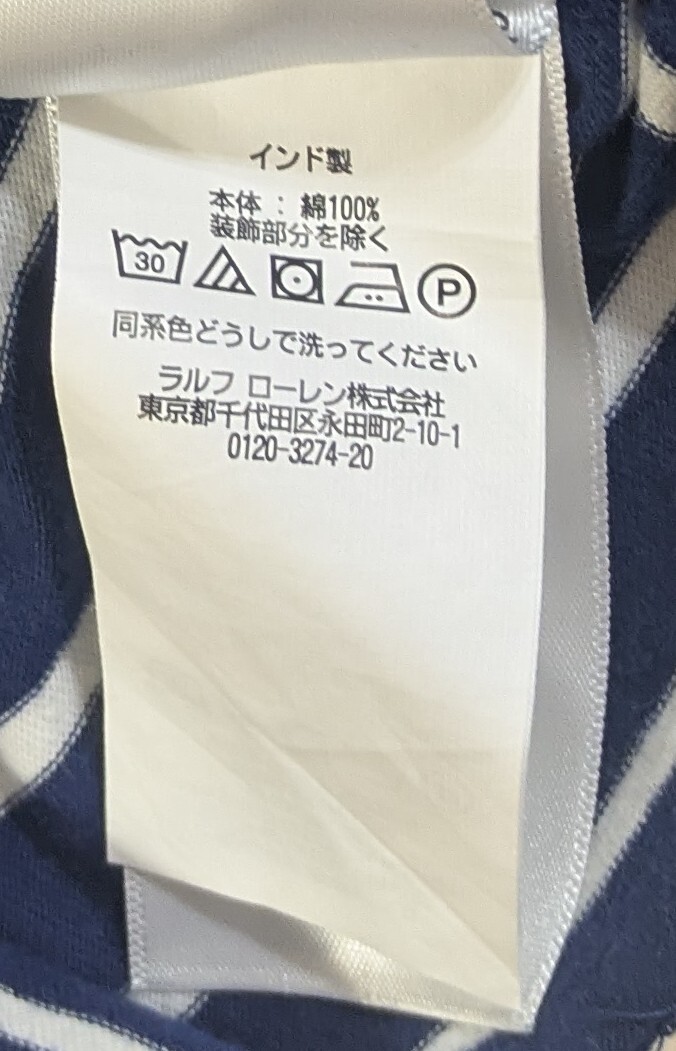 インド製
本体 : 綿100%
装飾部分を除く
30 P
同系色どうしで洗ってください
ラルフ ローレン株式会社
東京都千代田区永田町2-10-1
0120-3274-20